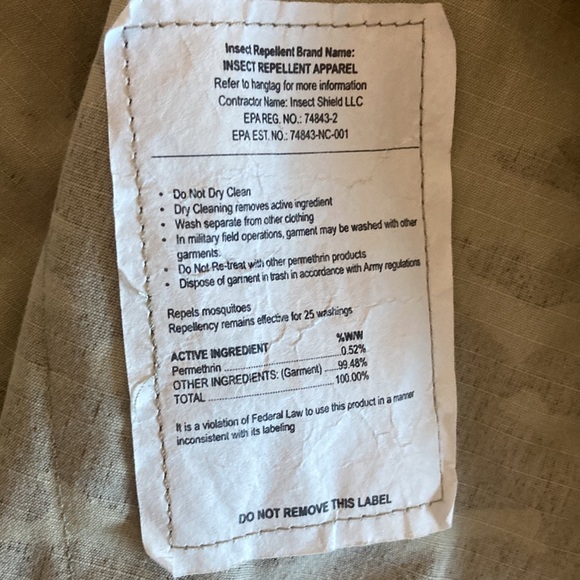 Insect Repellent Brand Name:
INSECT REPELLENT APPAREL
Refer to hangtag for more information
Contractor Name: Insect Shield LLC
EPA REG. NO.: 74843-2
EPA EST. NO.: 74843-NC-001
• Do Not Dry Clean
• Dry Cleaning removes active ingredient
• Wash separate from other clothing
• In military field operations, garment may be washed with other
garments.
• Do Not Re-treat with other permethrin products
• Dispose of garment in trash in accordance with Army regulations
Repels mosquitoes
Repellency remains effective for 25 washings
ACTIVE INGREDIENT %W/W
Permethrin ........................ 0.52%
OTHER INGREDIENTS: (Garment) ..... 99.48%
TOTAL ........................ 100.00%
It is a violation of Federal Law to use this product in a manner
inconsistent with its labeling
DO NOT REMOVE THIS LABEL